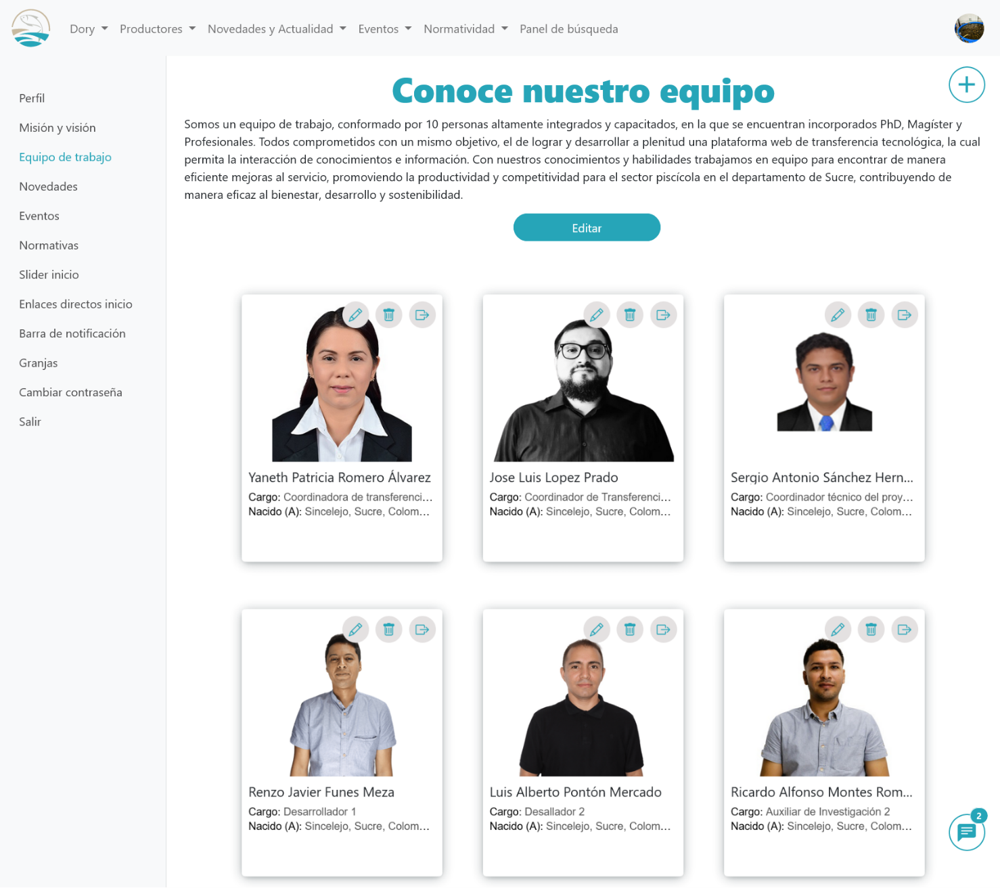 Dory
Productores
Novedades y Actualidad
Eventos
Normatividad
Panel de búsqueda
Perfil
Misión y visión
Equipo de trabajo
Novedades
Eventos
Normativas
Slider inicio
Enlaces directos inicio
Barra de notificación
Granjas
Cambiar contraseña
Salir
Conoce nuestro equipo
Somos un equipo de trabajo, conformado por 10 personas altamente integrados y capacitados, en la que se encuentran incorporados PhD, Magíster y
Profesionales. Todos comprometidos con un mismo objetivo, el de lograr y desarrollar a plenitud una plataforma web de transferencia tecnológica, la cual
permita la interacción de conocimientos e información. Con nuestros conocimientos y habilidades trabajamos en equipo para encontrar de manera
eficiente mejoras al servicio, promoviendo la productividad y competitividad para el sector piscícola en el departamento de Sucre, contribuyendo de
manera eficaz al bienestar, desarrollo y sostenibilidad.
Editar
Yaneth Patricia Romero Álvarez
Cargo: Coordinadora de transferenci...
Nacido (A): Sincelejo, Sucre, Colom...
Jose Luis Lopez Prado
Cargo: Coordinador de Transferenci...
Nacido (A): Sincelejo, Sucre, Colom...
Sergio Antonio Sánchez Hern...
Cargo: Coordinador técnico del proy...
Nacido (A): Sincelejo, Sucre, Colom...
Renzo Javier Funes Meza
Cargo: Desarrollador 1
Nacido (A): Sincelejo, Sucre, Colom...
Luis Alberto Pontón Mercado
Cargo: Desallador 2
Nacido (A): Sincelejo, Sucre, Colom...
Ricardo Alfonso Montes Rom...
Cargo: Auxiliar de Investigación 2
Nacido (A): Sincelejo, Sucre, Colom...
2